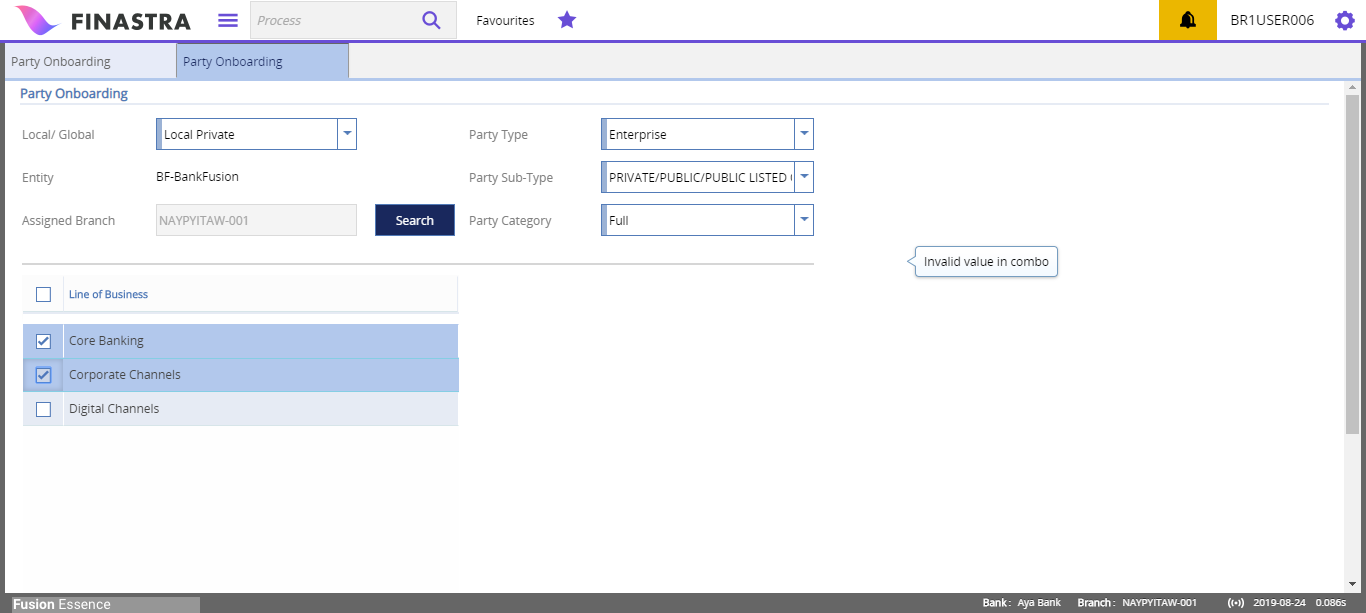 FINASTRA Process Favourites BR1USER006
Party Onboarding Party Onboarding
Party Onboarding
Local/ Global Local Private Party Type Enterprise
Entity BF-BankFusion Party Sub-Type PRIVATE/PUBLIC/PUBLIC LISTED
Assigned Branch NAYPYITAW-001 Search Party Category Full
Invalid value in combo
Line of Business
Core Banking
Corporate Channels
Digital Channels
Fusion Essence Bank : Aya Bank Branch : NAYPYITAW-001 2019-08-24 0.086s